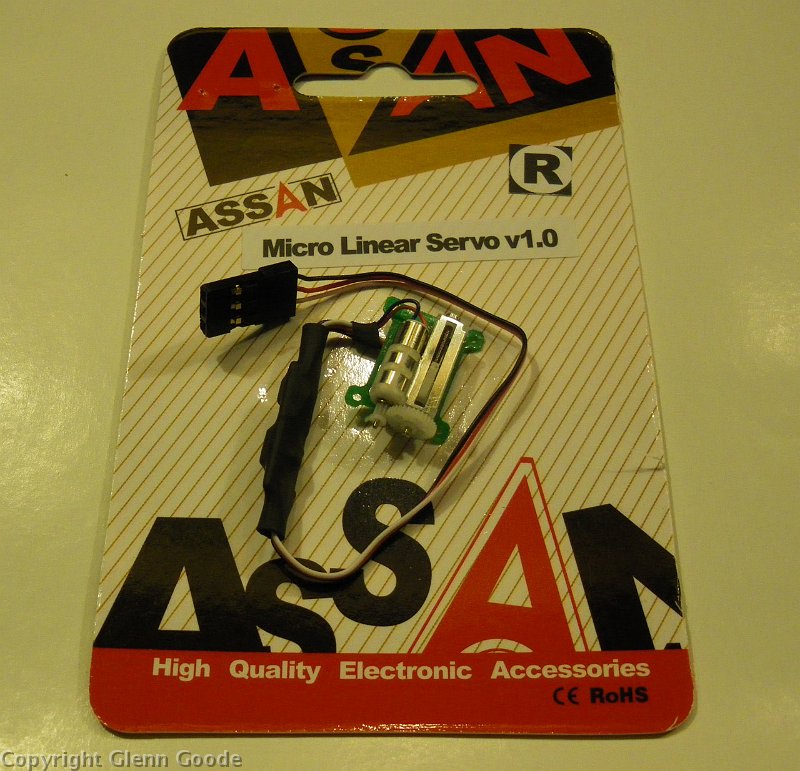 ASSAN
R
ASSAN
Micro Linear Servo v1.0
ASSAN
High Quality Electronic Accessories
CE RoHS
Copyright Glenn Goode